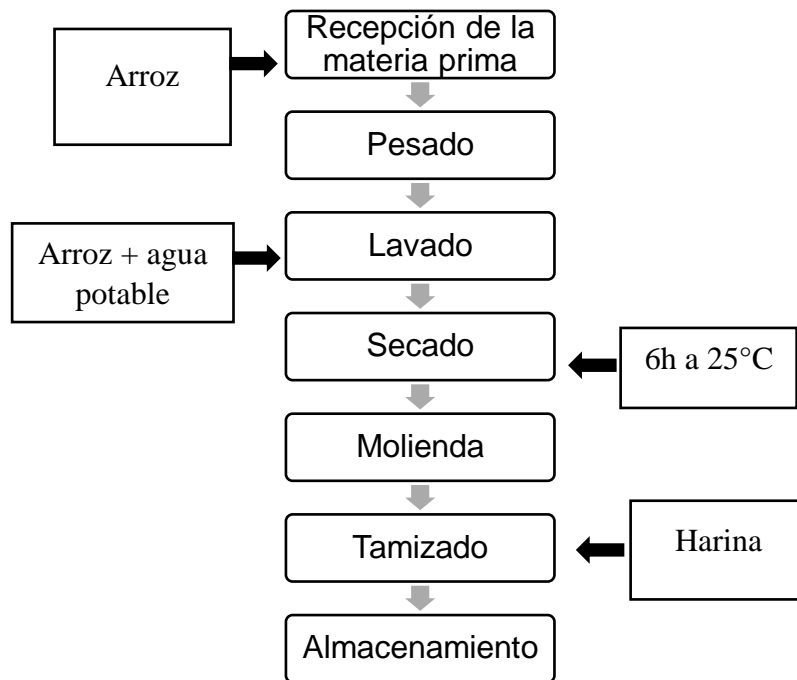 Recepción de la
materia prima
Arroz
Pesado
Lavado
Arroz + agua
potable
Secado
6h a 25°C
Molienda
Tamizado
Harina
Almacenamiento